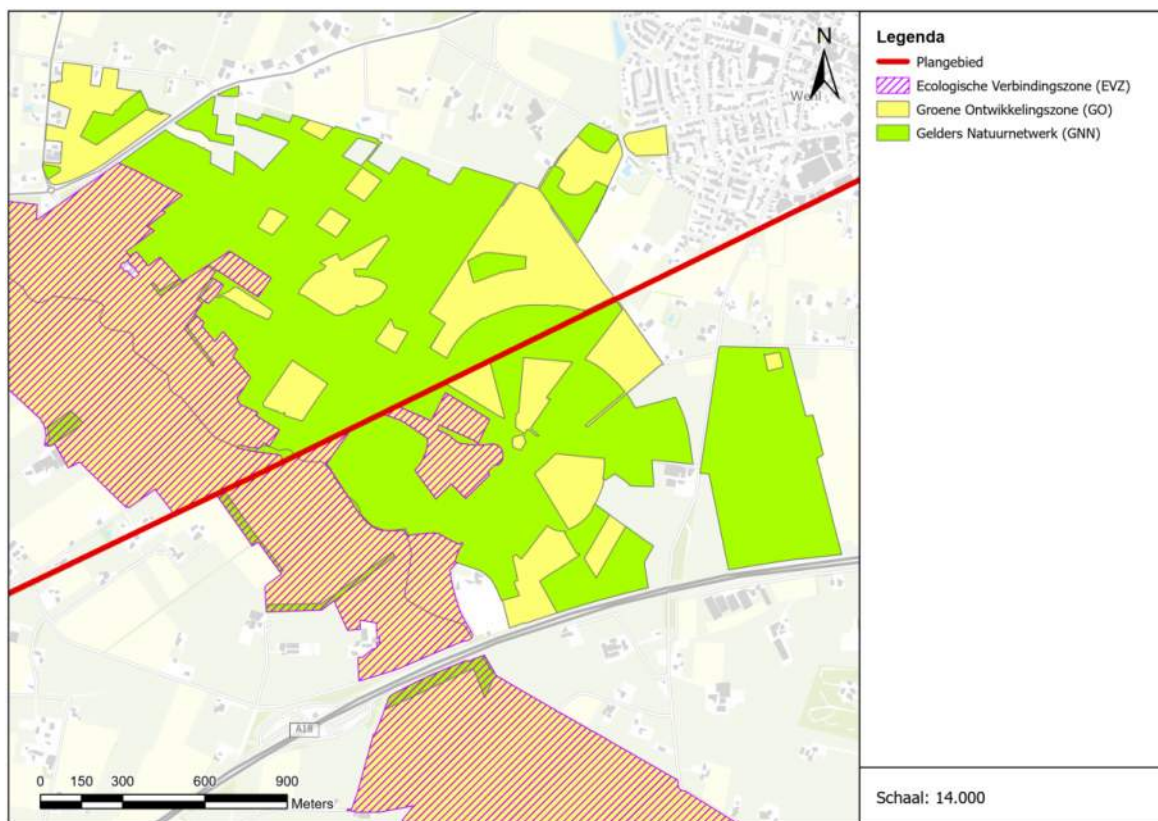 N
Wehl
A18
0 150 300 600 900
Meters
Legenda
Plangebied
Ecologische Verbindingszone (EVZ)
Groene Ontwikkelingszone (GO)
Gelders Natuurnetwerk (GNN)
Schaal: 14.000